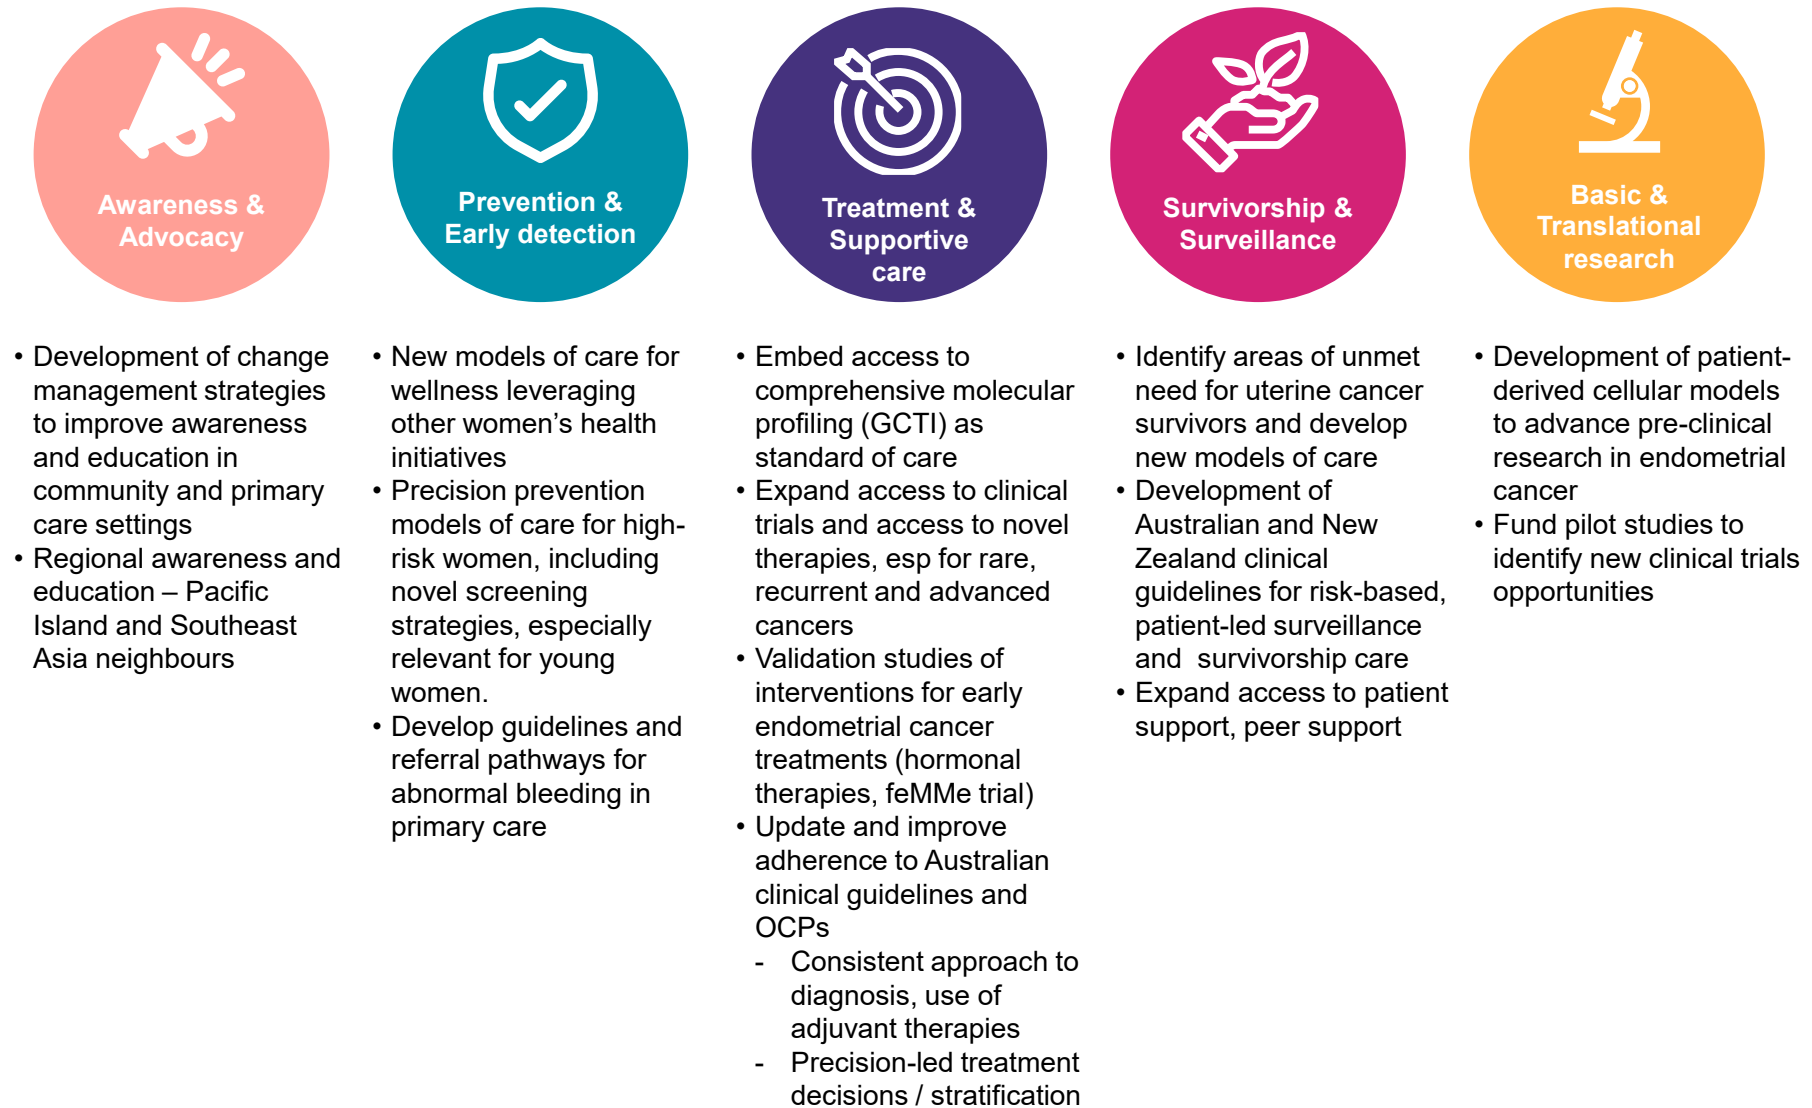 Awareness &
Advocacy
Prevention &
Early detection
Treatment &
Supportive
care
Survivorship &
Surveillance
Basic &
Translational
research
• Development of change
management strategies
to improve awareness
and education in
community and primary
care settings
• Regional awareness and
education – Pacific
Island and Southeast
Asia neighbours
• New models of care for
wellness leveraging
other women’s health
initiatives
• Precision prevention
models of care for high-
risk women, including
novel screening
strategies, especially
relevant for young
women.
• Develop guidelines and
referral pathways for
abnormal bleeding in
primary care
• Embed access to
comprehensive molecular
profiling (GCTI) as
standard of care
• Expand access to clinical
trials and access to novel
therapies, esp for rare,
recurrent and advanced
cancers
• Validation studies of
interventions for early
endometrial cancer
treatments (hormonal
therapies, feMMe trial)
• Update and improve
adherence to Australian
clinical guidelines and
OCPs
- Consistent approach to
diagnosis, use of
adjuvant therapies
- Precision-led treatment
decisions / stratification
• Identify areas of unmet
need for uterine cancer
survivors and develop
new models of care
• Development of
Australian and New
Zealand clinical
guidelines for risk-based,
patient-led surveillance
and  survivorship care
• Expand access to patient
support, peer support
• Development of patient-
derived cellular models
to advance pre-clinical
research in endometrial
cancer
• Fund pilot studies to
identify new clinical trials
opportunities